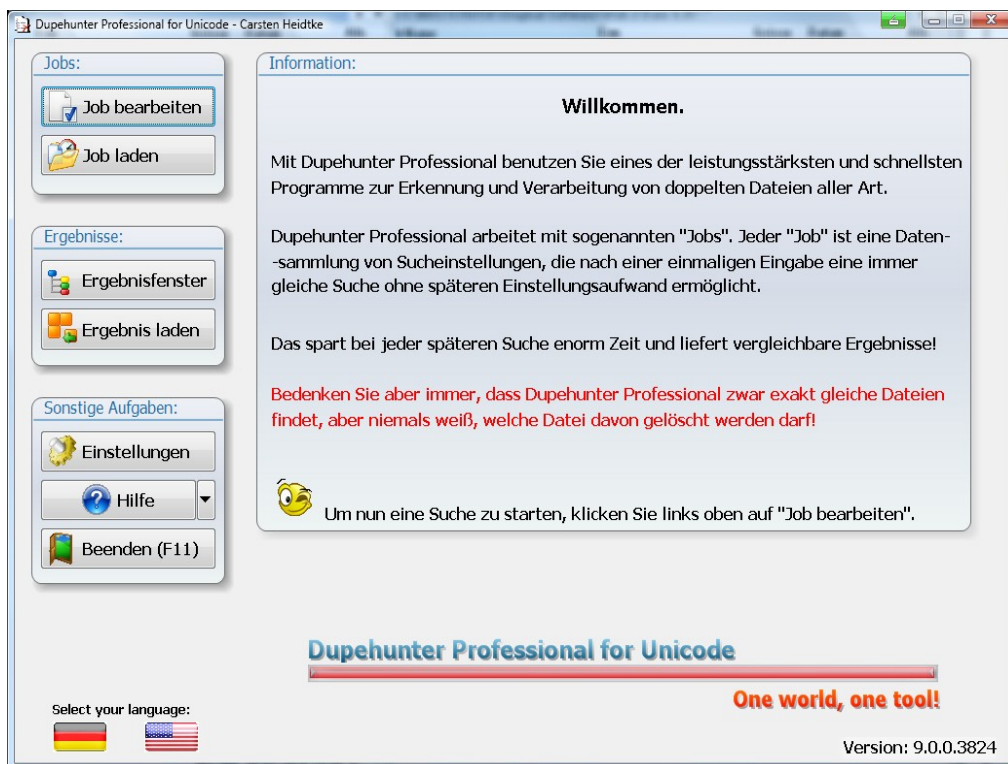 Dupehunter Professional for Unicode - Carsten Heidtke
Jobs:
Job bearbeiten
Job laden
Ergebnisse:
Ergebnisfenster
Ergebnis laden
Sonstige Aufgaben:
Einstellungen
Hilfe
Beenden (F11)
Information:
Willkommen.
Mit Dupehunter Professional benutzen Sie eines der leistungsstärksten und schnellsten
Programme zur Erkennung und Verarbeitung von doppelten Dateien aller Art.
Dupehunter Professional arbeitet mit sogenannten "Jobs". Jeder "Job" ist eine Daten-
-sammlung von Sucheinstellungen, die nach einer einmaligen Eingabe eine immer
gleiche Suche ohne späteren Einstellungsaufwand ermöglicht.
Das spart bei jeder späteren Suche enorm Zeit und liefert vergleichbare Ergebnisse!
Bedenken Sie aber immer, dass Dupehunter Professional zwar exakt gleiche Dateien
findet, aber niemals weiß, welche Datei davon gelöscht werden darf!
Um nun eine Suche zu starten, klicken Sie links oben auf "Job bearbeiten".
Dupehunter Professional for Unicode
One world, one tool!
Select your language:
Version: 9.0.0.3824